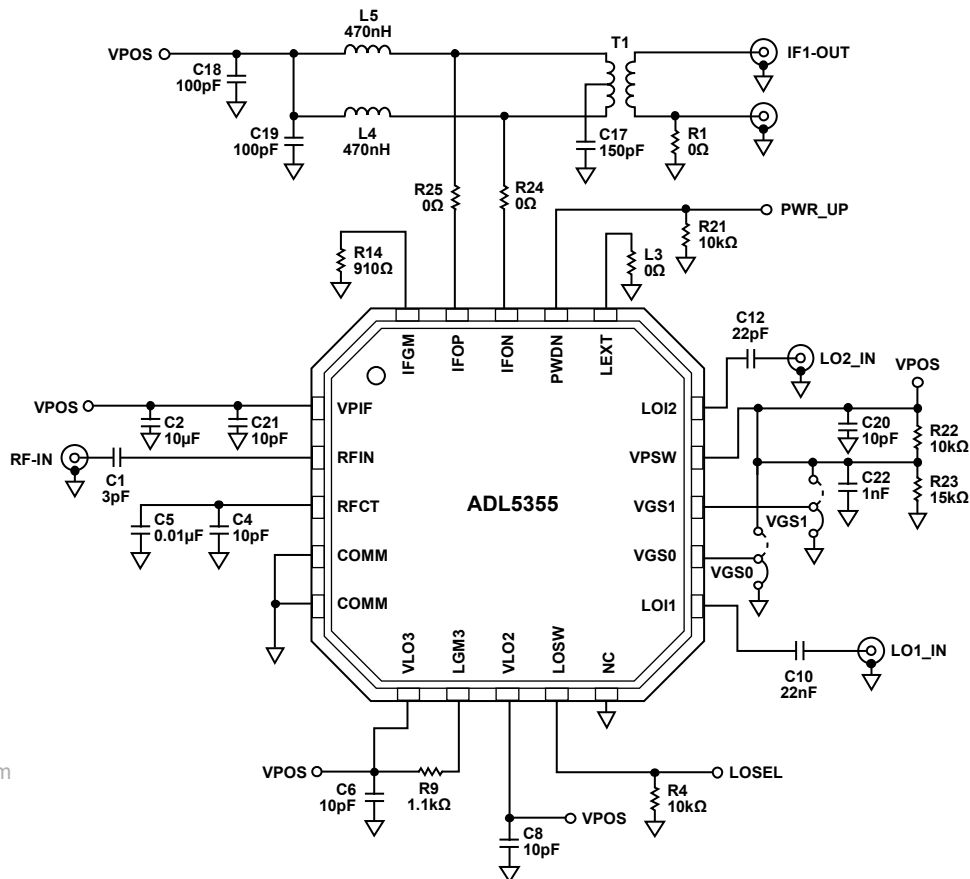 L5
470nH
T1
VPOS
IF1-OUT
C18
100pF
C19
100pF
L4
470nH
C17
150pF
R1
0Ω
R25
0Ω
R24
0Ω
PWR_UP
R21
10kΩ
R14
910Ω
L3
0Ω
C12
22pF
LO2_IN
IFGM
IFOP
IFON
PWDN
LEXT
VPOS
VPOS
VPIF
LOI2
C2
10µF
C21
10pF
C20
10pF
R22
10kΩ
RF-IN
C1
3pF
RFIN
VPSW
C22
1nF
R23
15kΩ
C5
0.01µF
C4
10pF
RFCT
ADL5355
VGS1
VGS1
COMM
VGS0
VGS0
COMM
LOI1
VLO3
LGM3
VLO2
LOSW
NC
LO1_IN
C10
22nF
m
VPOS
C6
10pF
R9
1.1kΩ
LOSEL
R4
10kΩ
VPOS
C8
10pF